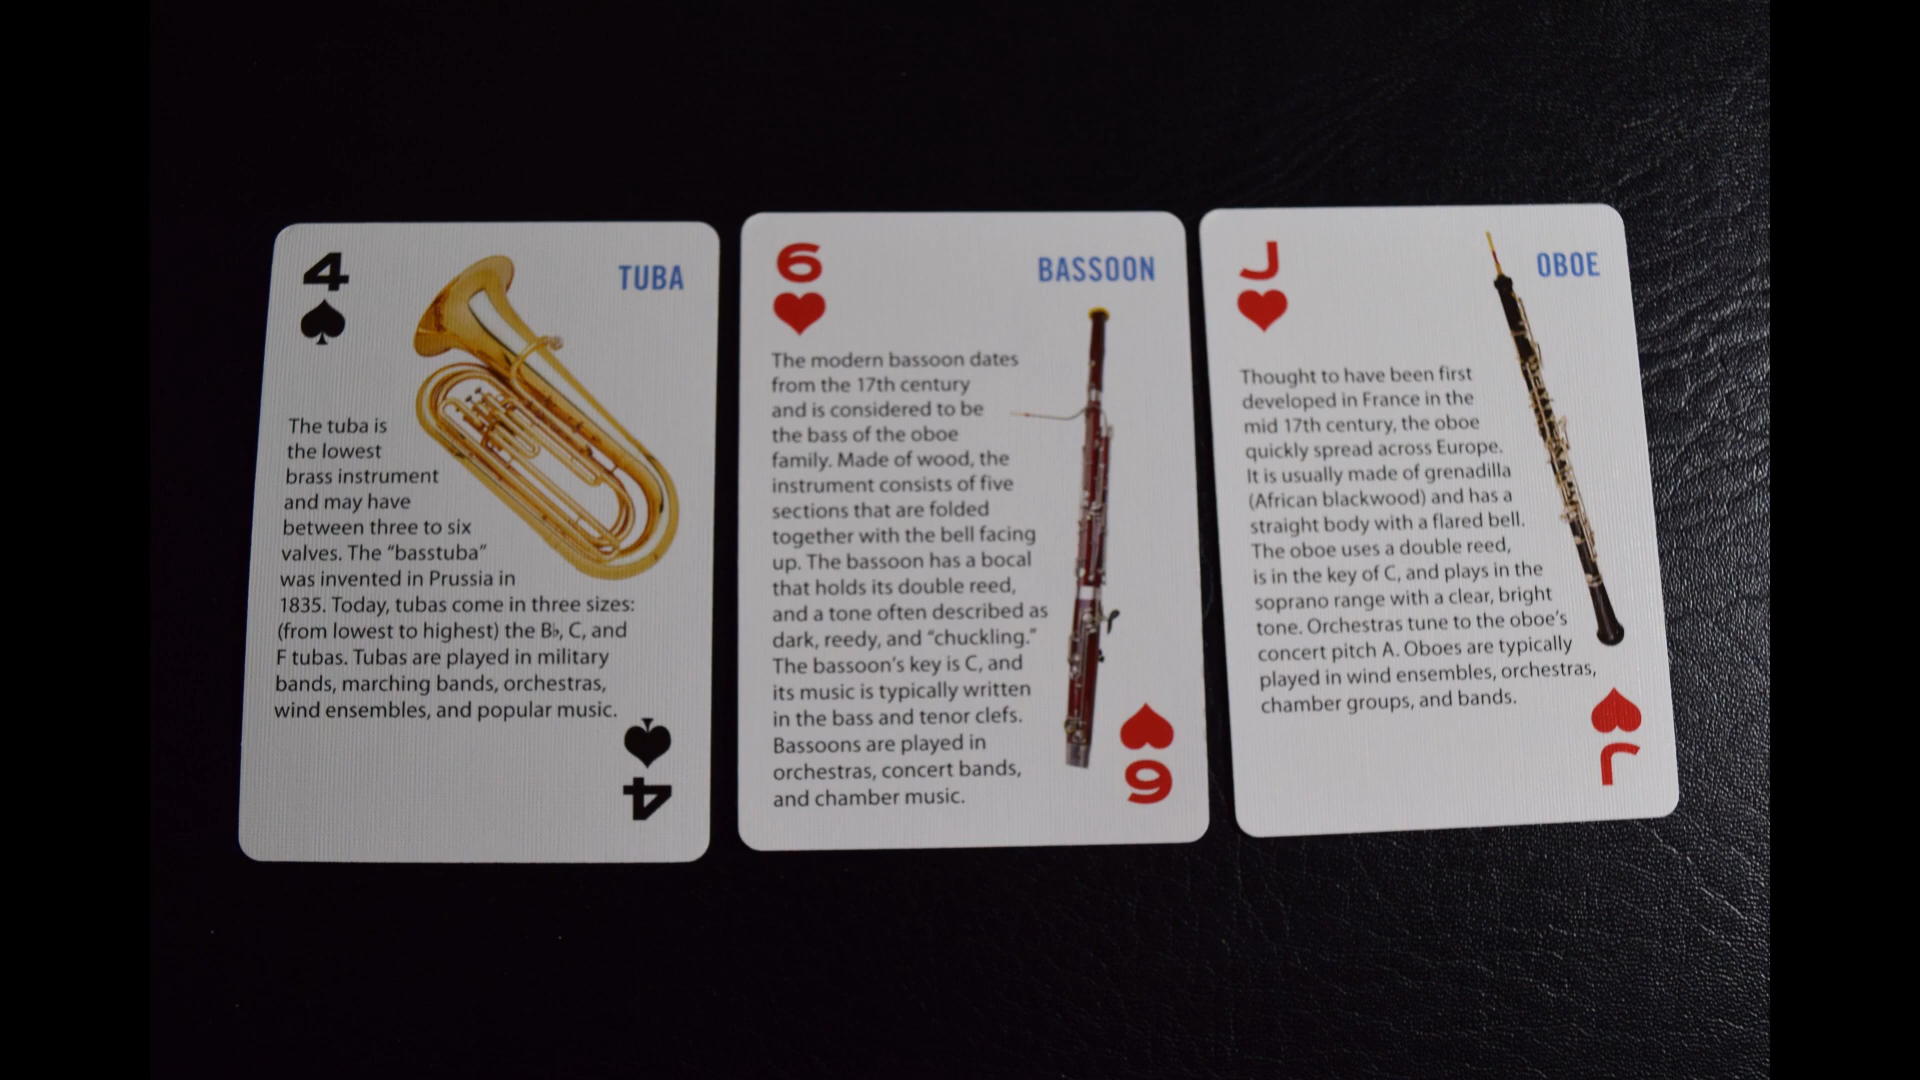 4
TUBA
The tuba is
the lowest
brass instrument
and may have
between three to six
valves. The “basstuba”
was invented in Prussia in
1835. Today, tubas come in three sizes:
(from lowest to highest) the B♭, C, and
F tubas. Tubas are played in military
bands, marching bands, orchestras,
wind ensembles, and popular music.
4
6
BASSOON
The modern bassoon dates
from the 17th century
and is considered to be
the bass of the oboe
family. Made of wood, the
instrument consists of five
sections that are folded
together with the bell facing
up. The bassoon has a bocal
that holds its double reed,
and a tone often described as
dark, reedy, and “chuckling.”
The bassoon’s key is C, and
its music is typically written
in the bass and tenor clefs.
Bassoons are played in
orchestras, concert bands,
and chamber music.
6
J
OBOE
Thought to have been first
developed in France in the
mid 17th century, the oboe
quickly spread across Europe.
It is usually made of grenadilla
(African blackwood) and has a
straight body with a flared bell.
The oboe uses a double reed,
is in the key of C, and plays in the
soprano range with a clear, bright
tone. Orchestras tune to the oboe’s
concert pitch A. Oboes are typically
played in wind ensembles, orchestras,
chamber groups, and bands.
J